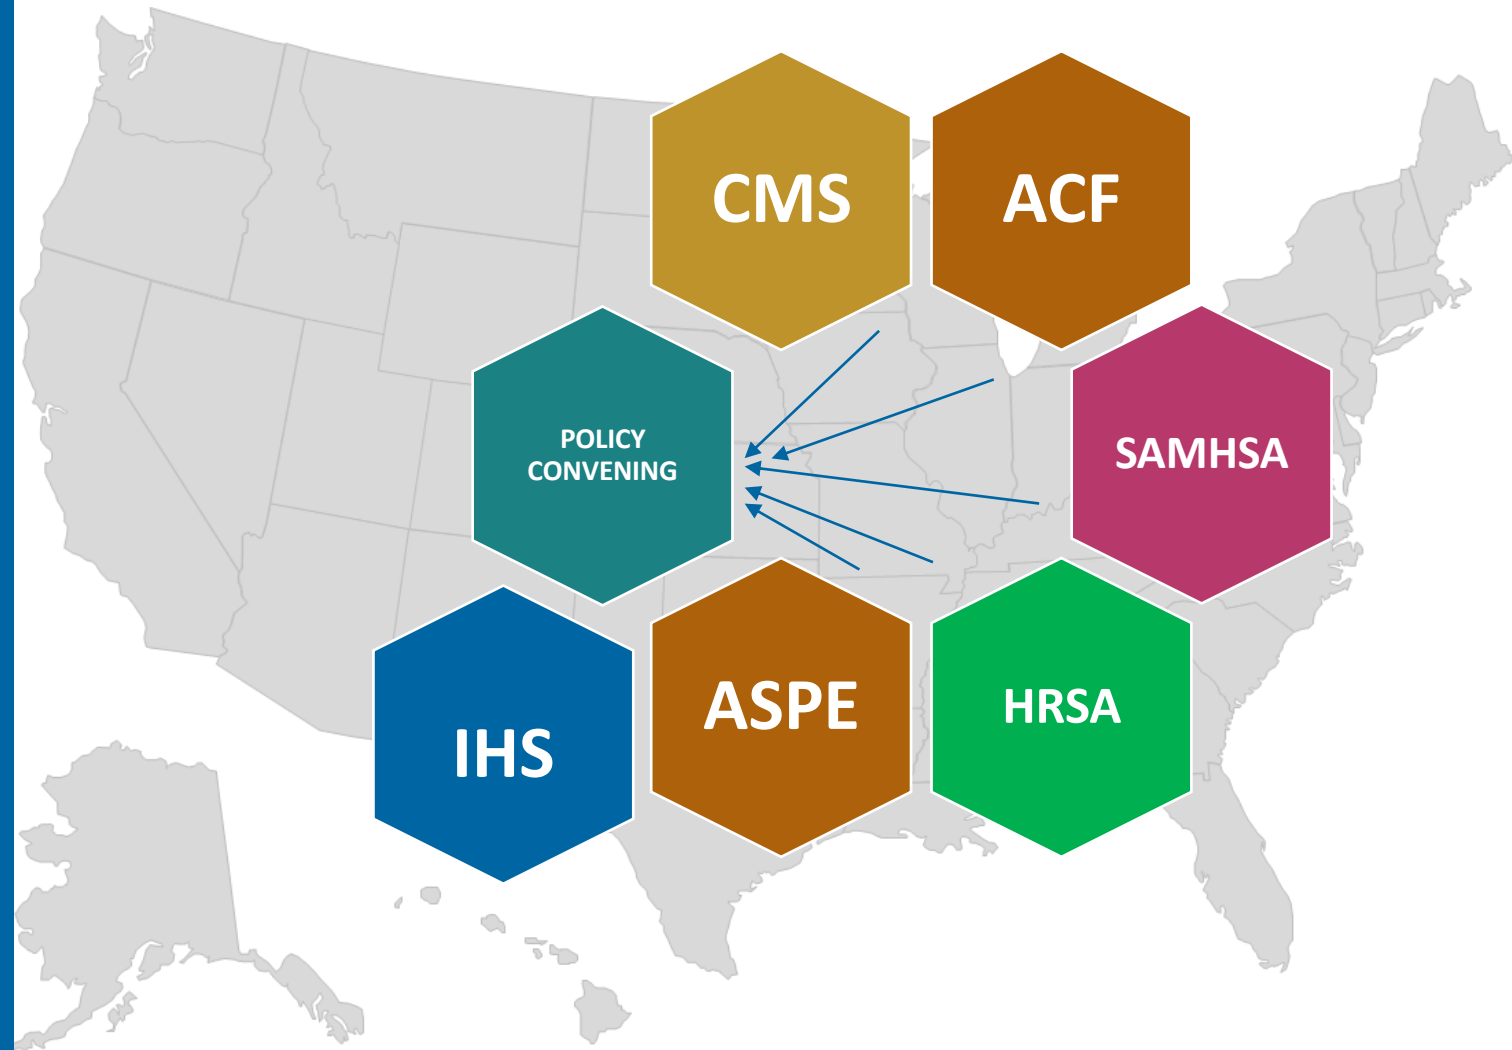 CMS
ACF
POLICY
CONVENING
SAMHSA
IHS
ASPE
HRSA